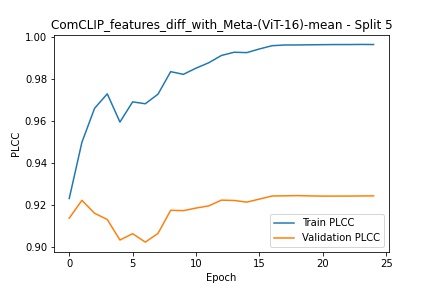 ComCLIP_features_diff_with_Meta-(ViT-16)-mean - Split 5
1.00
0.98
0.96
0.94
0.92
0.90
PLCC
Train PLCC
Validation PLCC
0 5 10 15 20 25
Epoch